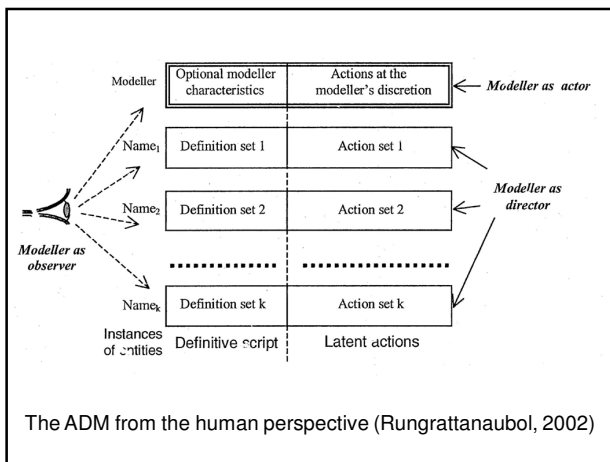 Modeller
Optional modeller
characteristics
Actions at the
modeller's discretion
Modeller as actor
Name1
Definition set 1
Action set 1
Name2
Definition set 2
Action set 2
Modeller as
director
Modeller as
observer
Namek
Definition set k
Action set k
Instances
of entities
Definitive script
Latent actions
The ADM from the human perspective (Rungrattanaubol, 2002)